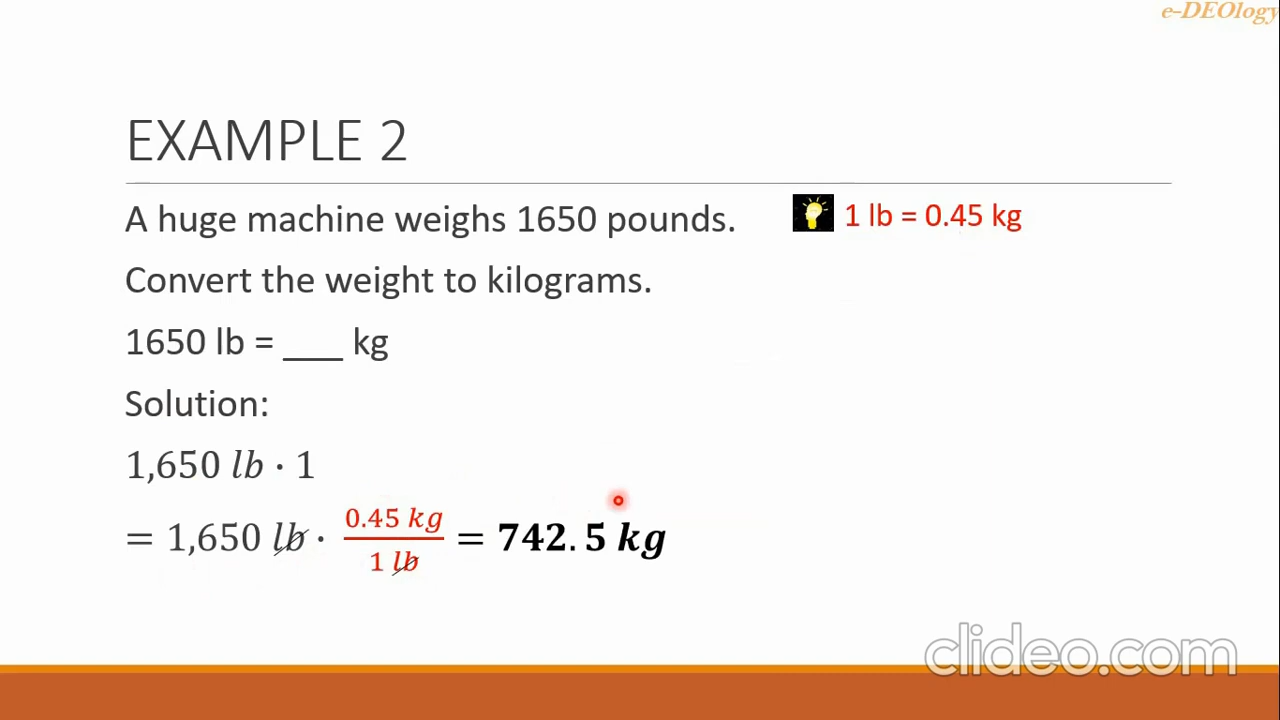 e-DEOlogy
EXAMPLE 2
A huge machine weighs 1650 pounds.
1 lb = 0.45 kg
Convert the weight to kilograms.
1650 lb = ___ kg
Solution:
1,650 lb · 1
= 1,650 lb · 0.45 kg / 1 lb = 742.5 kg
clideo.com